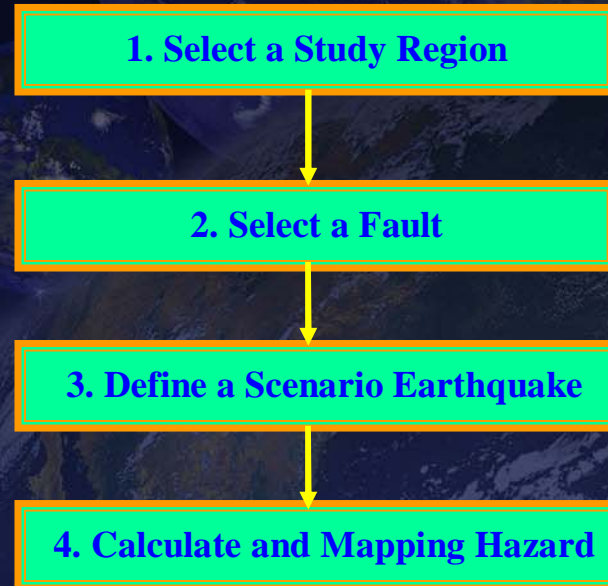 1. Select a Study Region
2. Select a Fault
3. Define a Scenario Earthquake
4. Calculate and Mapping Hazard